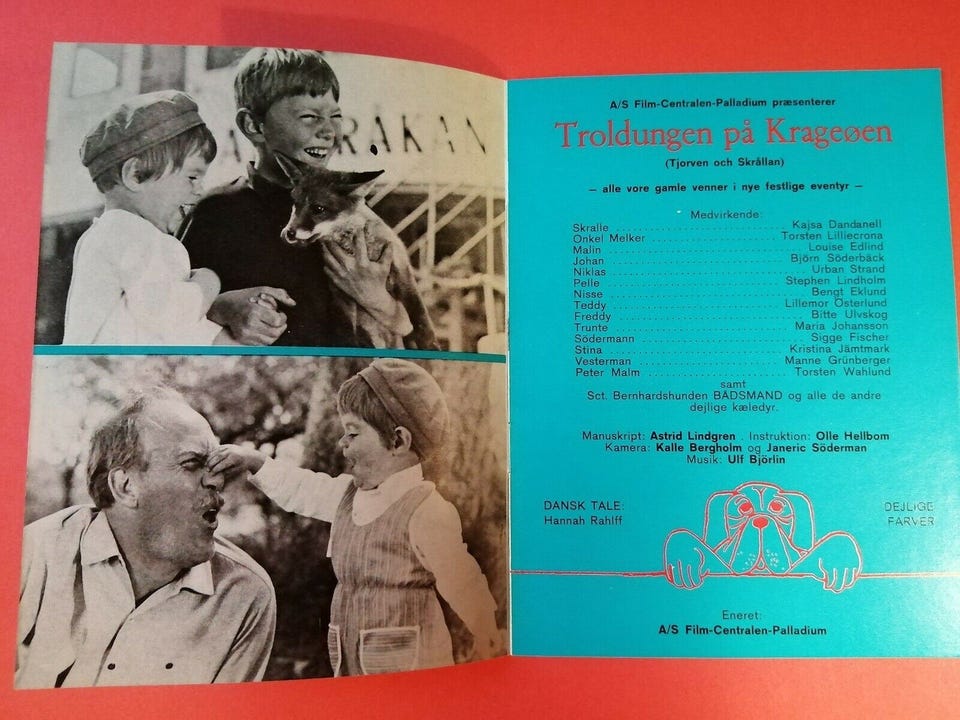 RÅKAN
A/S Film-Centralen-Palladium præsenterer
Troldungen på Krageøen
(Tjorven och Skrållan)
— alle vore gamle venner i nye festlige eventyr —
Medvirkende:
Skralle ........ Kajsa Dandanell
Onkel Melker ........ Torsten Lilliecrona
Malin ........ Louise Edlind
Johan ........ Björn Söderbäck
Niklas ........ Urban Strand
Pelle ........ Stephen Lindholm
Nisse ........ Bengt Eklund
Teddy ........ Lillemor Österlund
Freddy ........ Bitte Ulvskog
Trunte ........ Maria Johansson
Södermann ........ Sigge Fischer
Stina ........ Kristina Jämtmark
Vesterman ........ Manne Grünberger
Peter Malm ........ Torsten Wahlund
samt
Sct. Bernhardshunden BÅDSMAND og alle de andre
dejlige kæledyr.
Manuskript: Astrid Lindgren . Instruktion: Olle Hellbom
Kamera: Kalle Bergholm og Janeric Söderman
Musik: Ulf Björlin
DANSK TALE:
Hannah Rahlff
DEJLIGE
FARVER
Eneret:
A/S Film-Centralen-Palladium